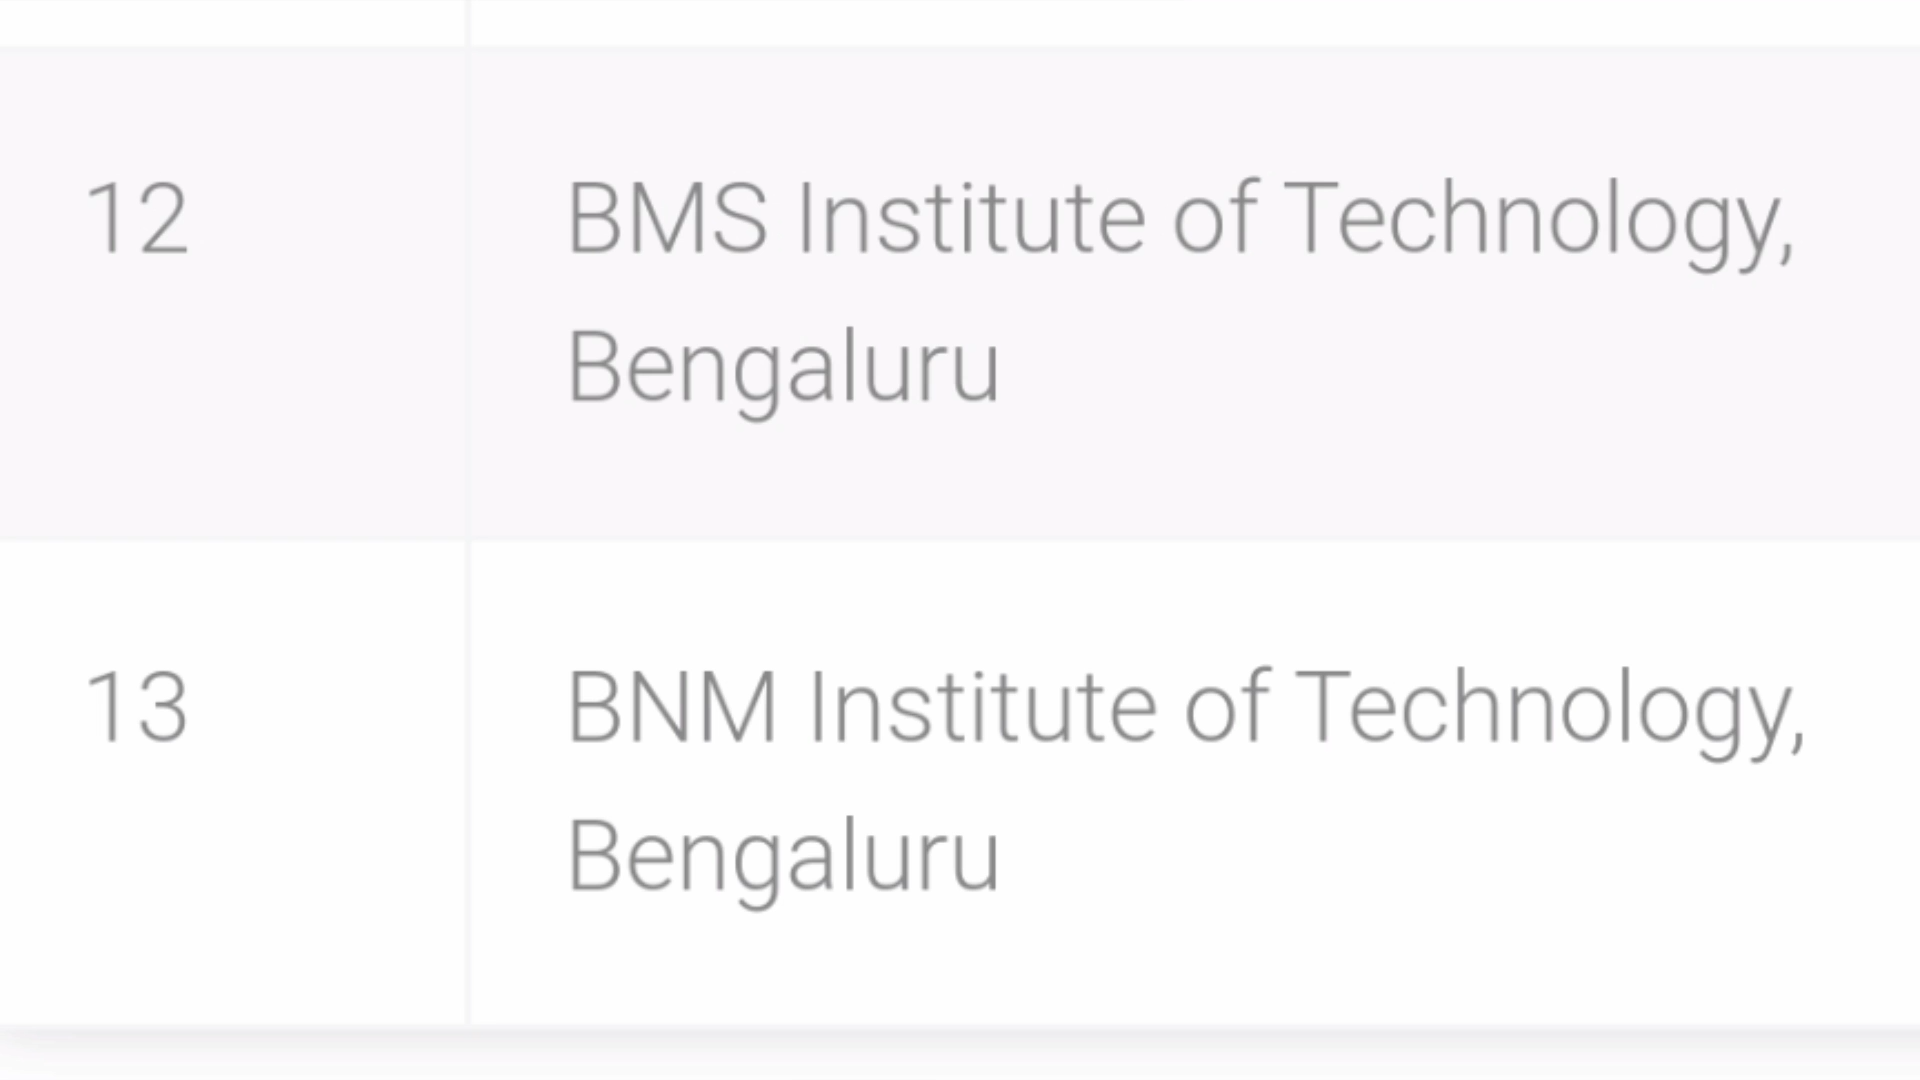 12 BMS Institute of Technology,
Bengaluru
13 BNM Institute of Technology,
Bengaluru